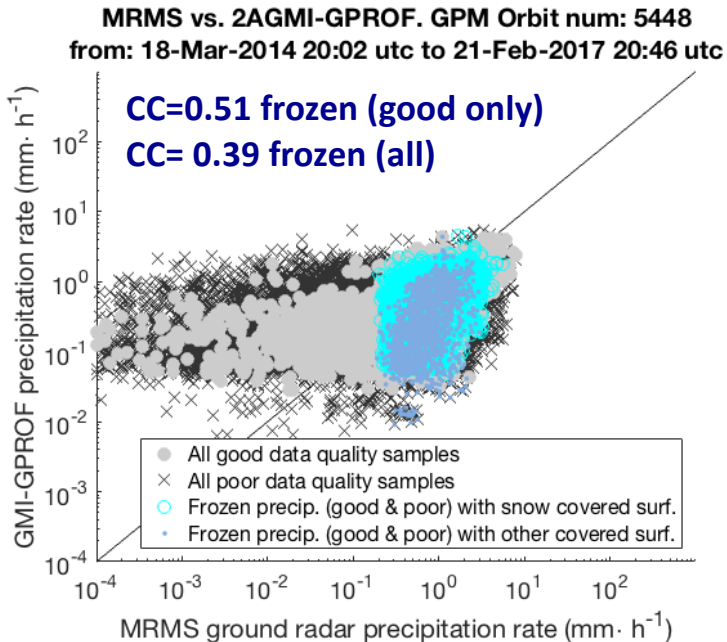 MRMS vs. 2AGMI-GPROF. GPM Orbit num: 5448
from: 18-Mar-2014 20:02 utc to 21-Feb-2017 20:46 utc
CC=0.51 frozen (good only)
CC= 0.39 frozen (all)
GMI-GPROF precipitation rate (mm· h⁻¹)
10²
10¹
10⁰
10⁻¹
10⁻²
10⁻³
10⁻⁴
All good data quality samples
All poor data quality samples
Frozen precip. (good & poor) with snow covered surf.
Frozen precip. (good & poor) with other covered surf.
10⁻⁴ 10⁻³ 10⁻² 10⁻¹ 10⁰ 10¹ 10²
MRMS ground radar precipitation rate (mm· h⁻¹)